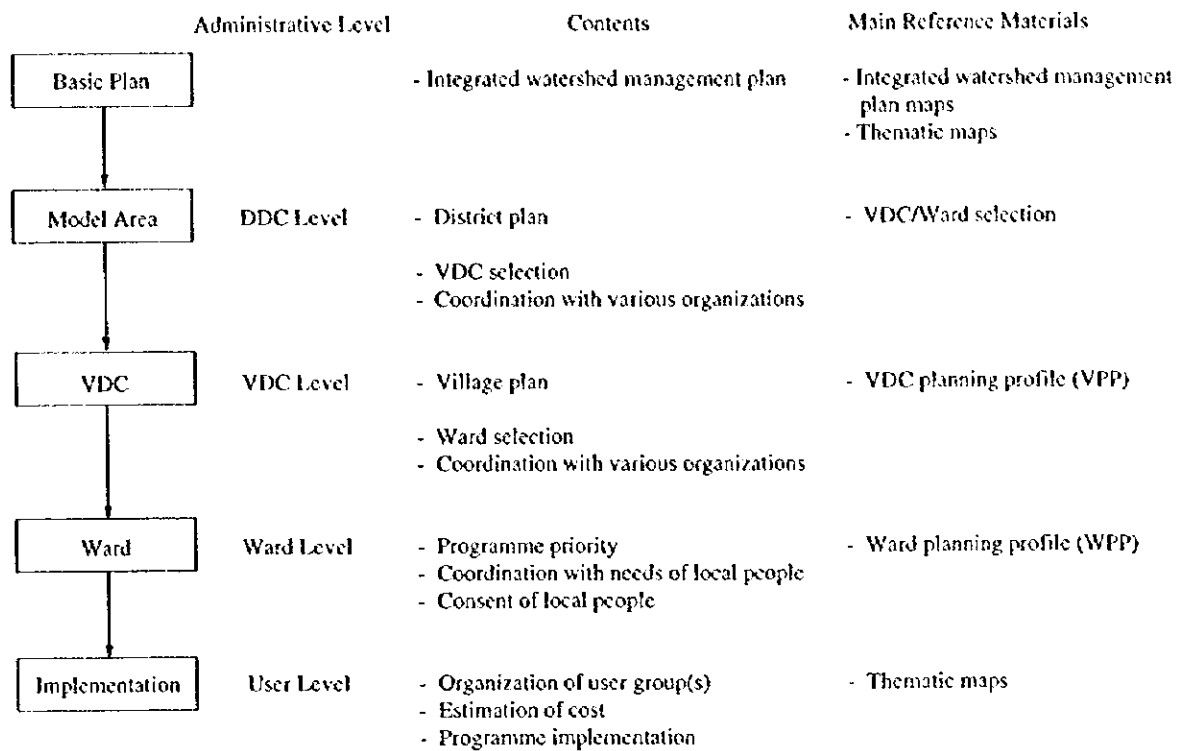 Administrative Level Contents Main Reference Materials
Basic Plan - Integrated watershed management plan - Integrated watershed management
plan maps
- Thematic maps
Model Area DDC Level - District plan - VDC/Ward selection
- VDC selection
- Coordination with various organizations
VDC VDC Level - Village plan - VDC planning profile (VPP)
- Ward selection
- Coordination with various organizations
Ward Ward Level - Programme priority - Ward planning profile (WPP)
- Coordination with needs of local people
- Consent of local people
Implementation User Level - Organization of user group(s) - Thematic maps
- Estimation of cost
- Programme implementation